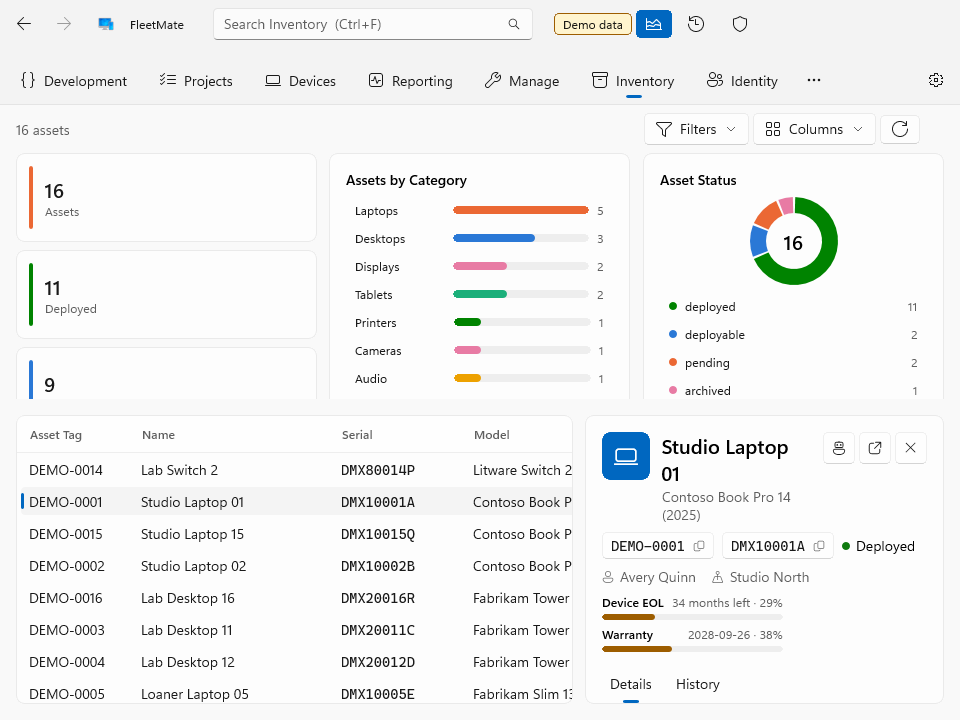 FleetMate
Search Inventory (Ctrl+F)
Demo data
Development
Projects
Devices
Reporting
Manage
Inventory
Identity
16 assets
Filters
Columns
16
Assets
11
Deployed
9
Assets by Category
Laptops 5
Desktops 3
Displays 2
Tablets 2
Printers 1
Cameras 1
Audio 1
Asset Status
16
deployed 11
deployable 2
pending 2
archived 1
Asset Tag Name Serial Model
DEMO-0014 Lab Switch 2 DMX80014P Litware Switch 2
DEMO-0001 Studio Laptop 01 DMX10001A Contoso Book P
DEMO-0015 Studio Laptop 15 DMX10015Q Contoso Book P
DEMO-0002 Studio Laptop 02 DMX10002B Contoso Book P
DEMO-0016 Lab Desktop 16 DMX20016R Fabrikam Tower
DEMO-0003 Lab Desktop 11 DMX20011C Fabrikam Tower
DEMO-0004 Lab Desktop 12 DMX20012D Fabrikam Tower
DEMO-0005 Loaner Laptop 05 DMX10005E Fabrikam Slim 13
Studio Laptop
01
Contoso Book Pro 14
(2025)
DEMO-0001 DMX10001A Deployed
Avery Quinn Studio North
Device EOL 34 months left · 29%
Warranty 2028-09-26 · 38%
Details History